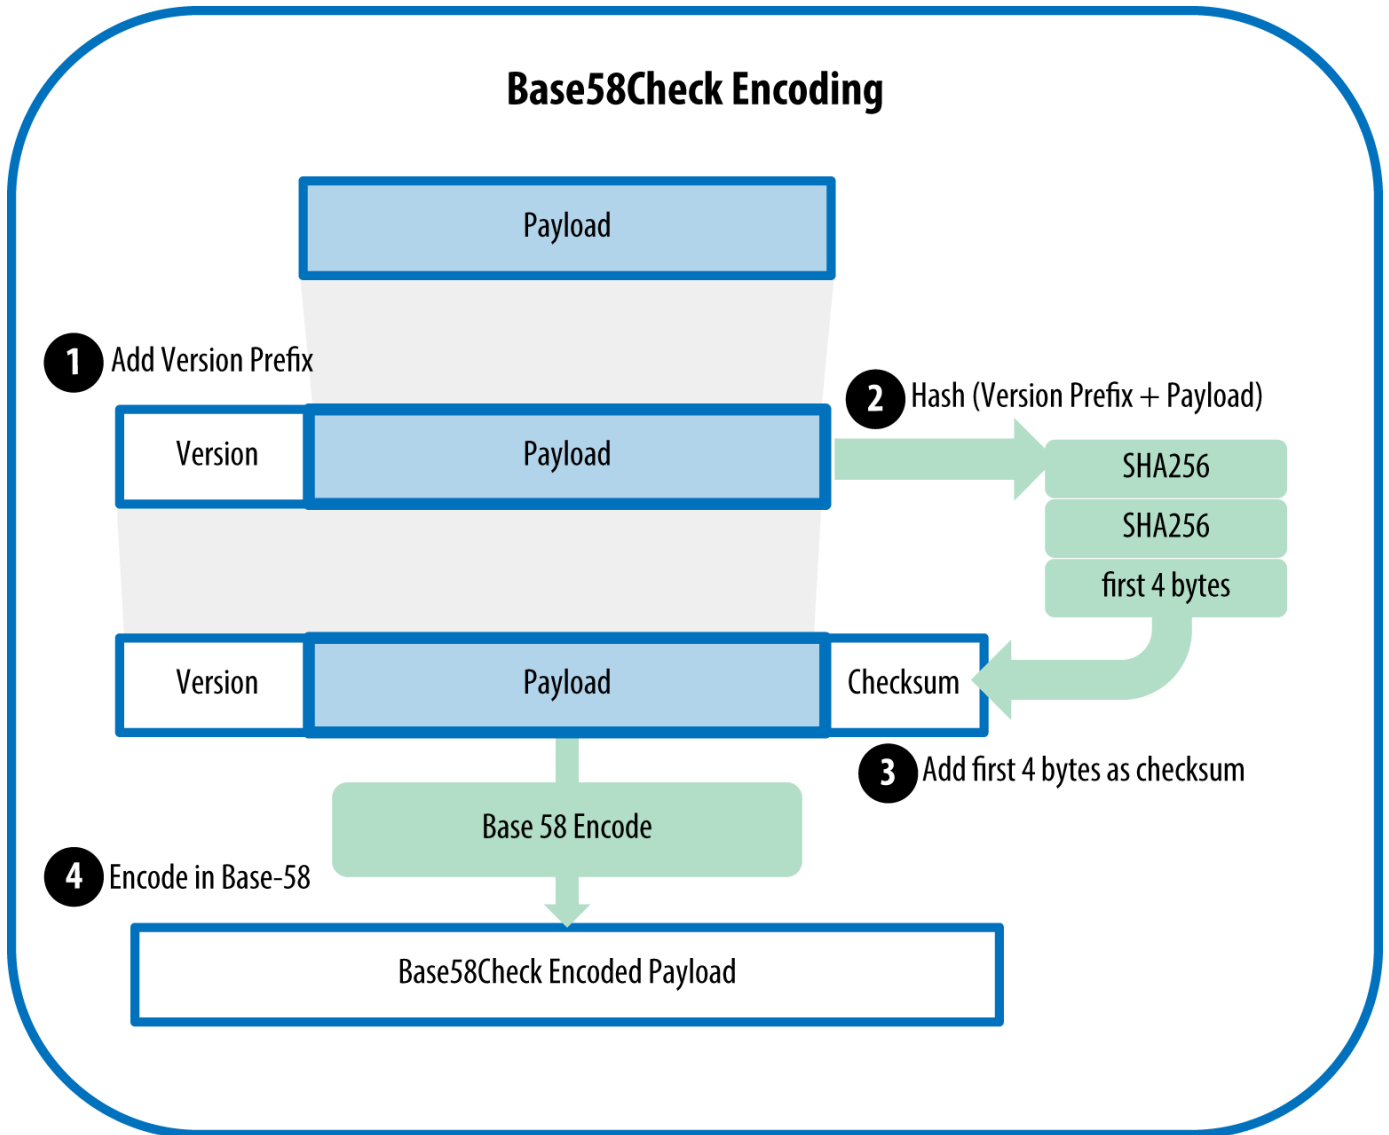 Base58Check Encoding
Payload
1 Add Version Prefix
2 Hash (Version Prefix + Payload)
Version Payload
SHA256
SHA256
first 4 bytes
Version Payload Checksum
3 Add first 4 bytes as checksum
Base 58 Encode
4 Encode in Base-58
Base58Check Encoded Payload